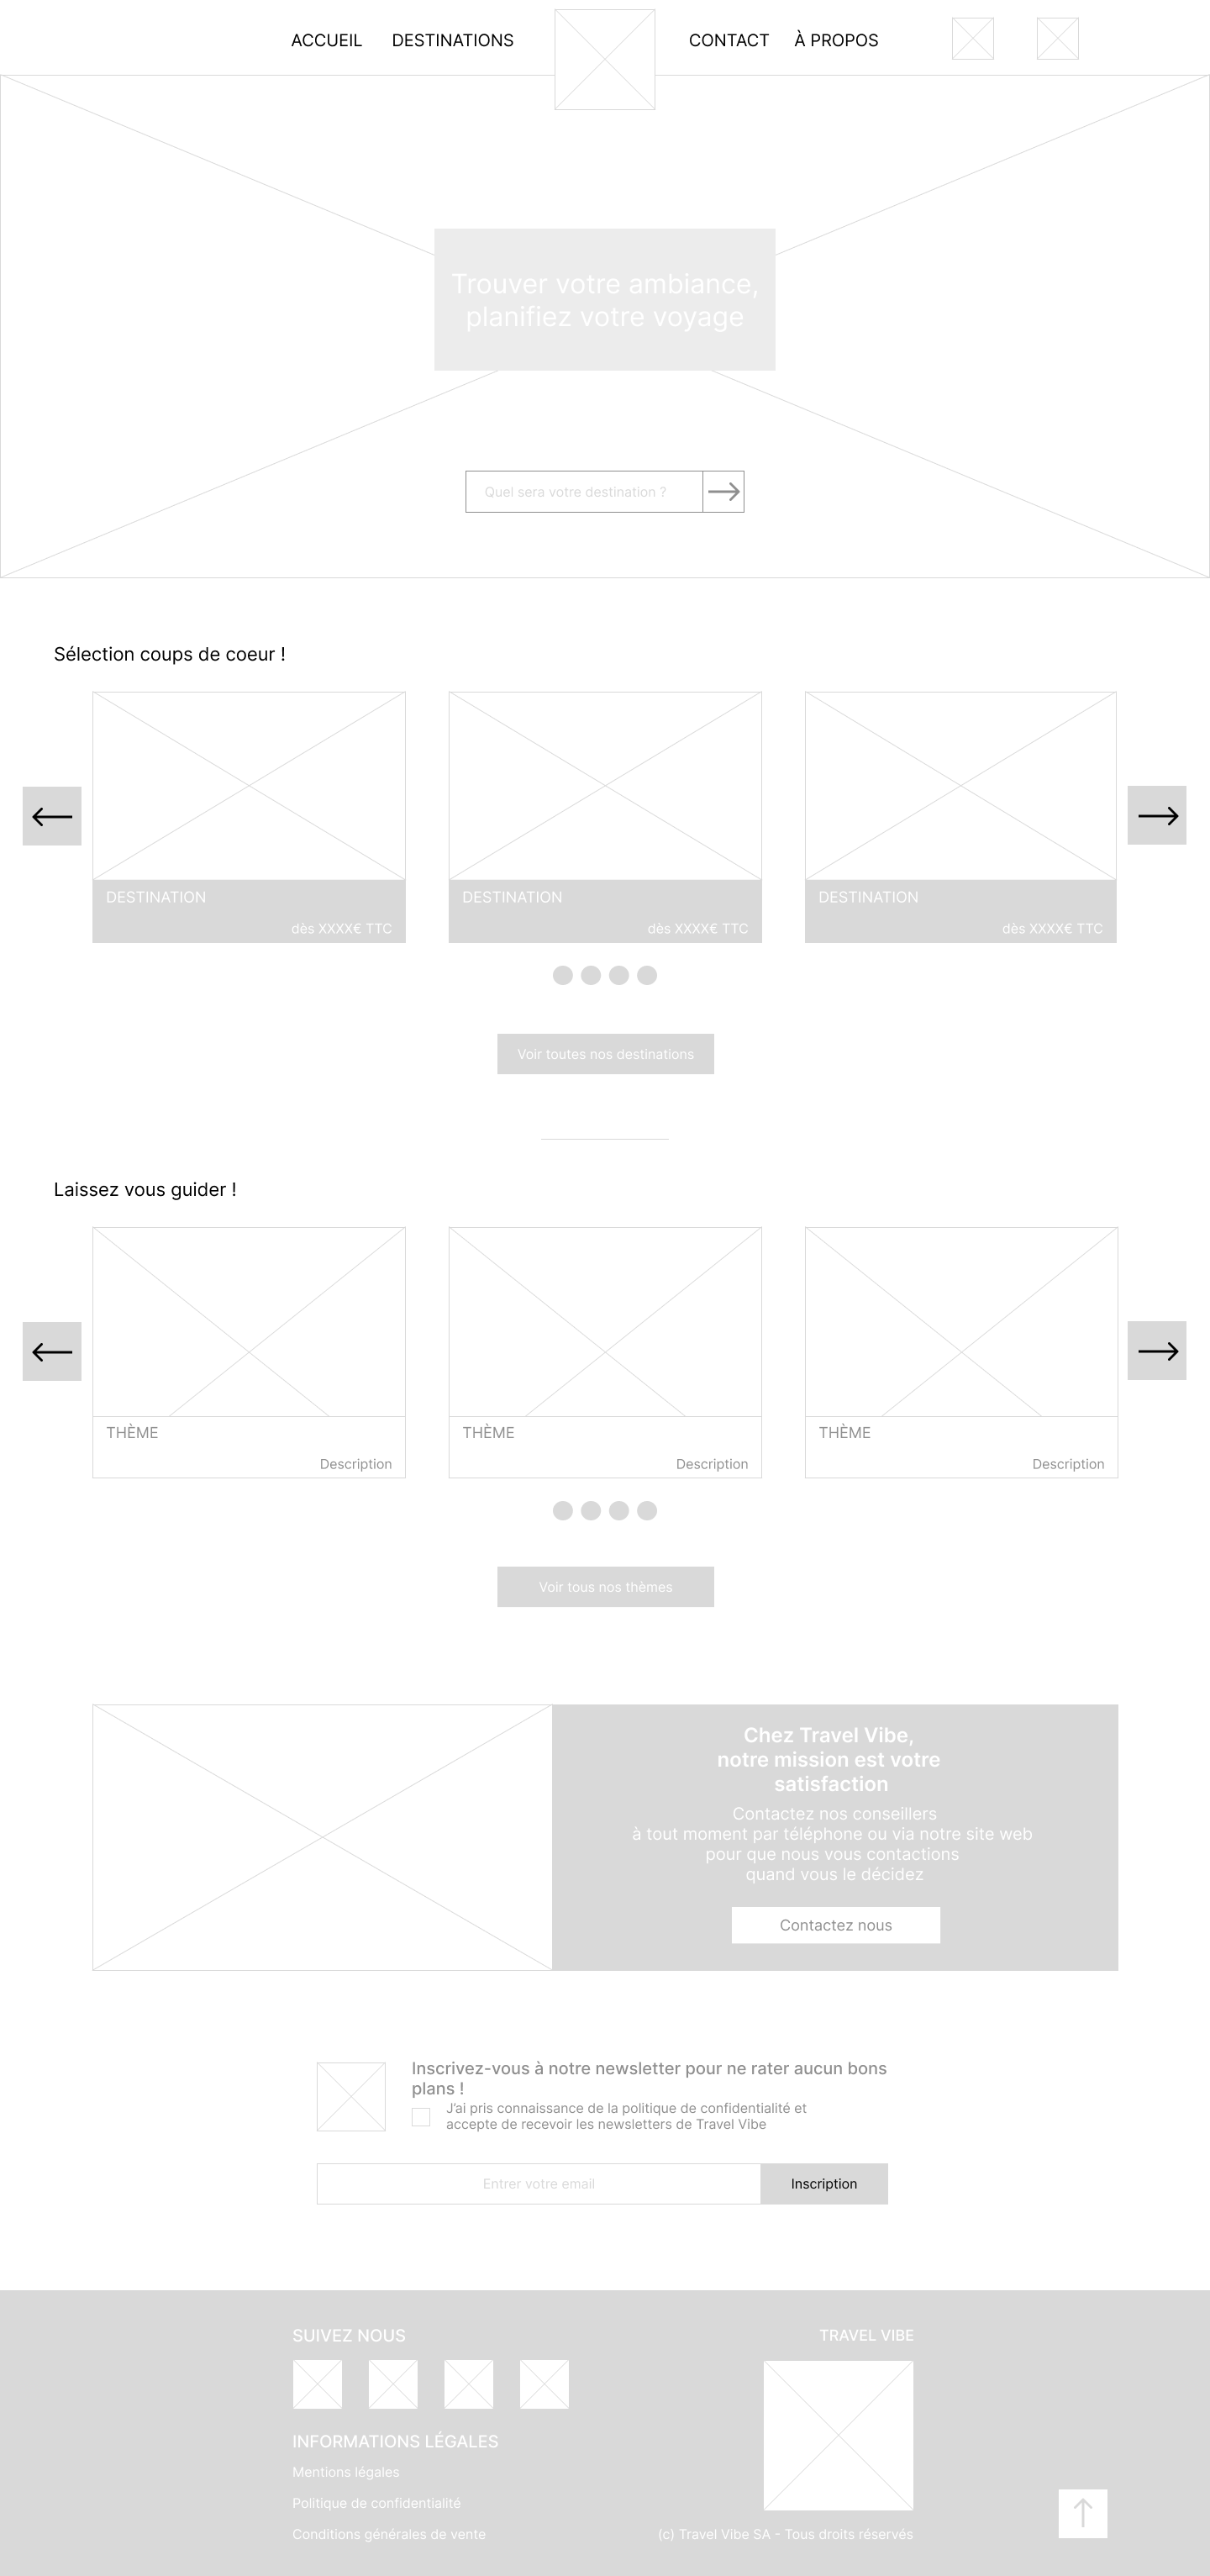 ACCUEIL DESTINATIONS CONTACT À PROPOS
Trouver votre ambiance,
planifiez votre voyage
Quel sera votre destination ?
Sélection coups de coeur !
DESTINATION
dès XXXX€ TTC
DESTINATION
dès XXXX€ TTC
DESTINATION
dès XXXX€ TTC
Voir toutes nos destinations
Laissez vous guider !
THÈME
Description
THÈME
Description
THÈME
Description
Voir tous nos thèmes
Chez Travel Vibe,
notre mission est votre
satisfaction
Contactez nos conseillers
à tout moment par téléphone ou via notre site web
pour que nous vous contactions
quand vous le décidez
Contactez nous
Inscrivez-vous à notre newsletter pour ne rater aucun bons
plans !
J'ai pris connaissance de la politique de confidentialité et
accepte de recevoir les newsletters de Travel Vibe
Entrer votre email
Inscription
SUIVEZ NOUS
INFORMATIONS LÉGALES
Mentions légales
Politique de confidentialité
Conditions générales de vente
TRAVEL VIBE
(c) Travel Vibe SA - Tous droits réservés